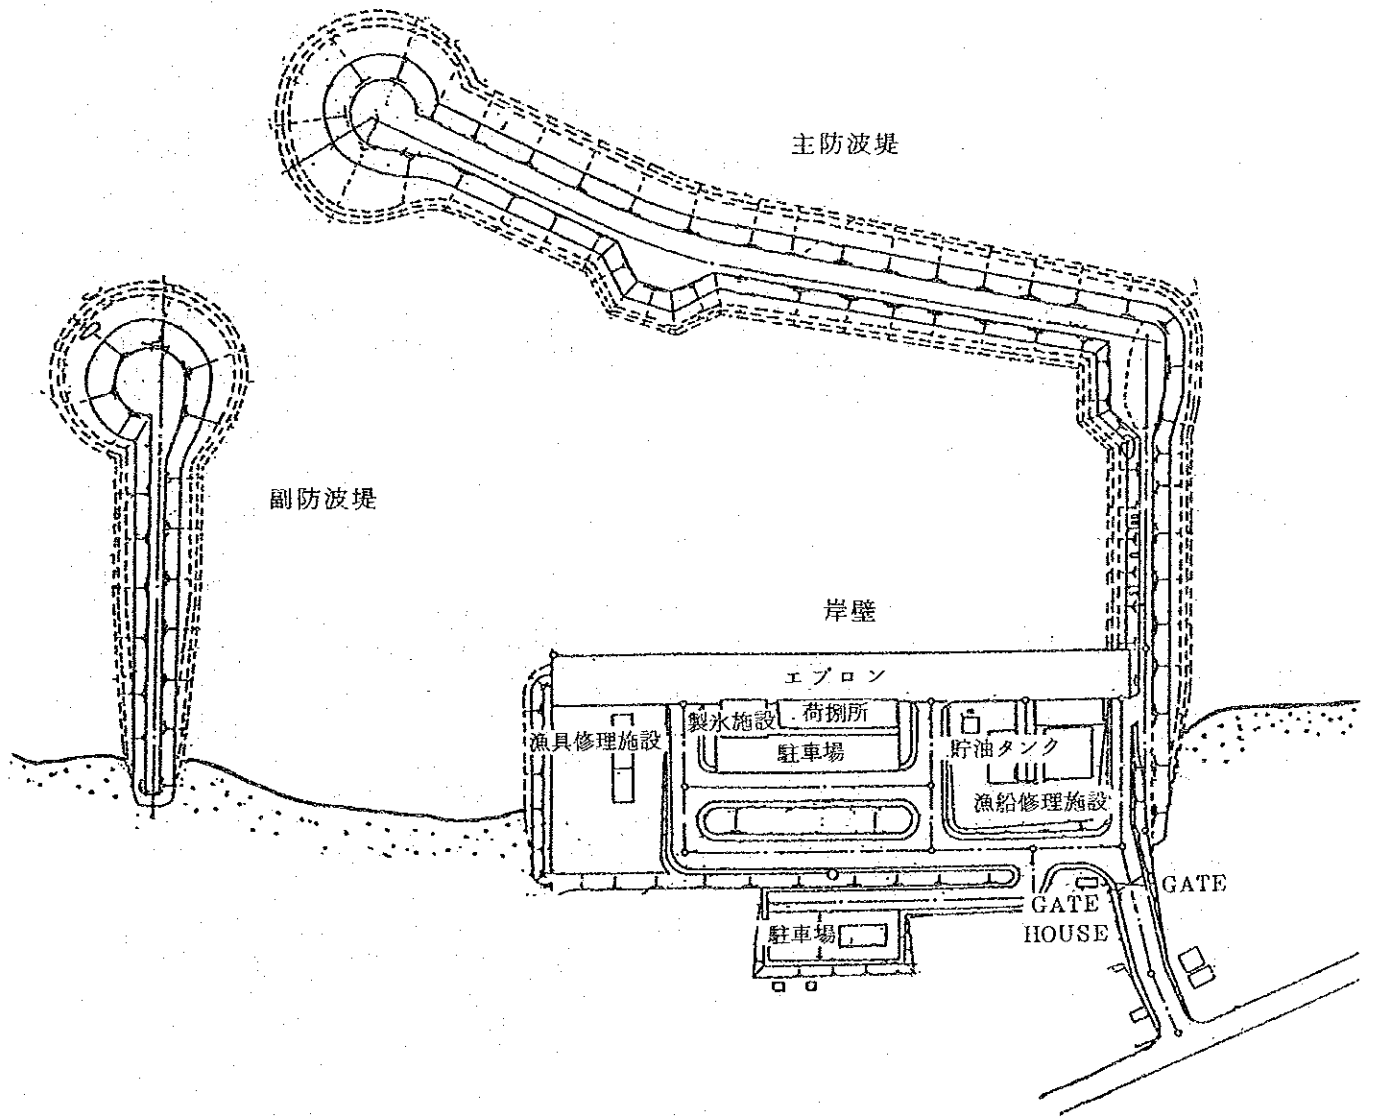 主防波堤
副防波堤
岸壁
エプロン
製氷施設
荷捌所
漁具修理施設
駐車場
貯油タンク
漁船修理施設
GATE
GATE
HOUSE
駐車場